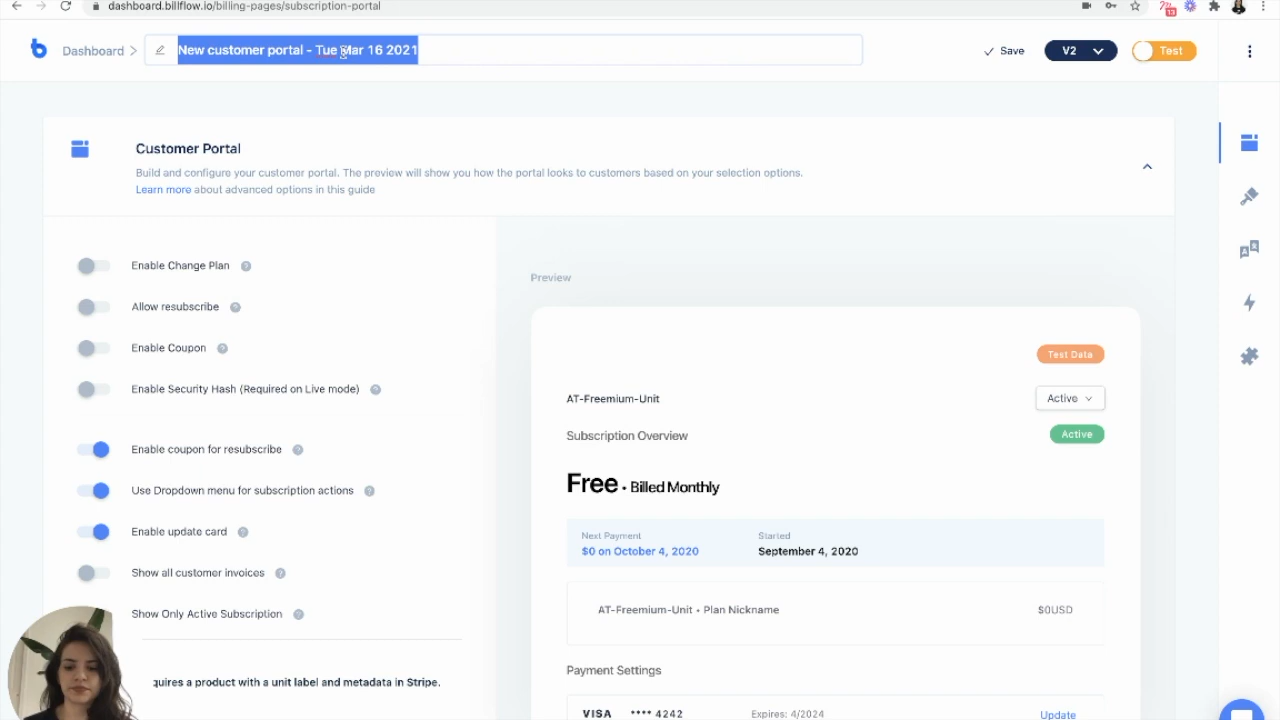 dashboard.billflow.io/billing-pages/subscription-portal
13
Dashboard
New customer portal - Tue Mar 16 2021
Save
V2
Test
Customer Portal
Build and configure your customer portal. The preview will show you how the portal looks to customers based on your selection options.
Learn more about advanced options in this guide
Enable Change Plan ?
Allow resubscribe ?
Enable Coupon ?
Enable Security Hash (Required on Live mode) ?
Enable coupon for resubscribe ?
Use Dropdown menu for subscription actions ?
Enable update card ?
Show all customer invoices ?
Show Only Active Subscription ?
quires a product with a unit label and metadata in Stripe.
Preview
Test Data
AT-Freemium-Unit
Active
Subscription Overview
Active
Free • Billed Monthly
Next Payment
$0 on October 4, 2020
Started
September 4, 2020
AT-Freemium-Unit • Plan Nickname
$0USD
Payment Settings
VISA •••• 4242
Expires: 4/2024
Update